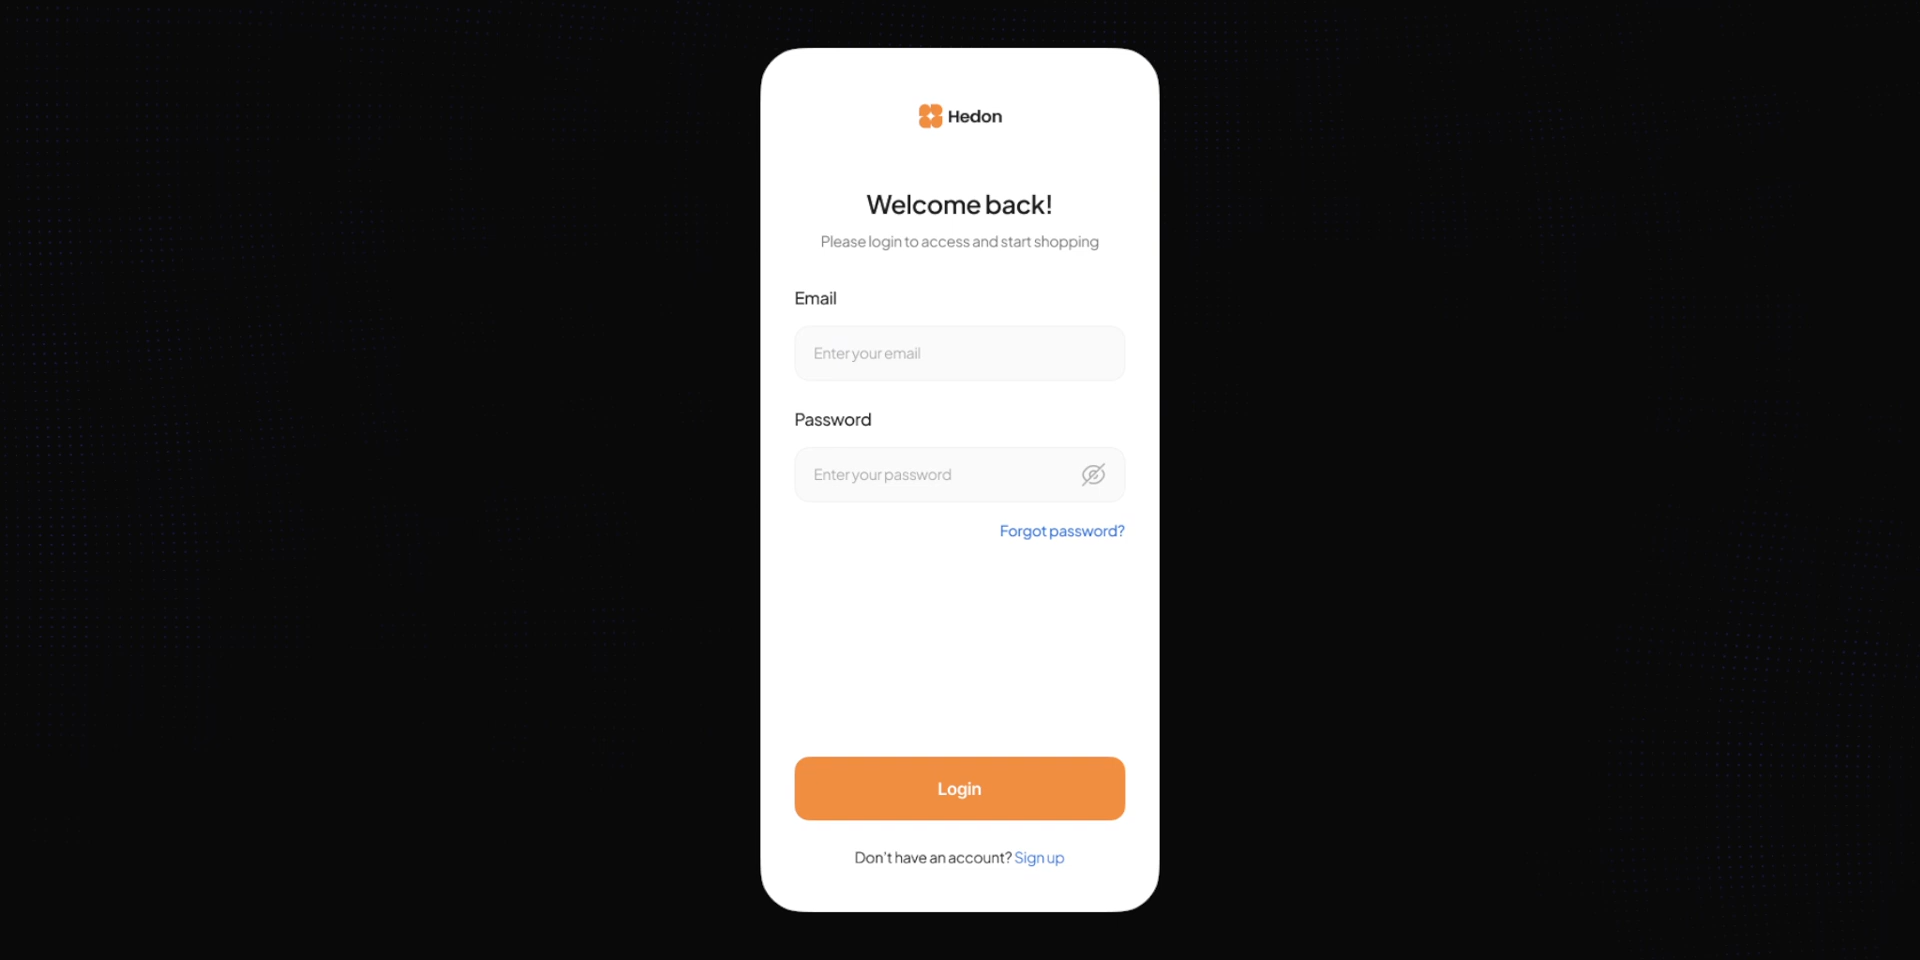 Hedon
Welcome back!
Please login to access and start shopping
Email
Enter your email
Password
Enter your password
Forgot password?
Login
Don't have an account? Sign up